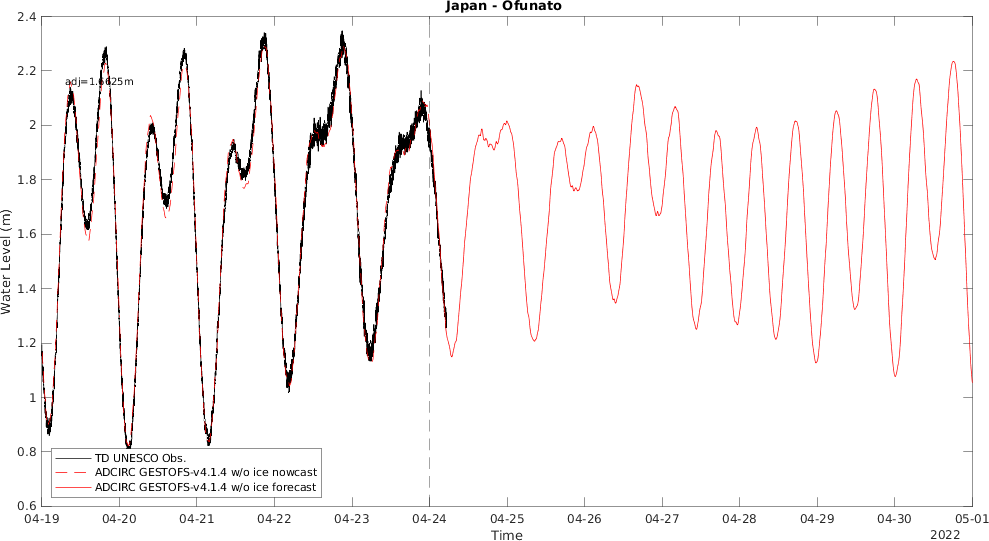 Japan - Ofunato
2.4
2.2
2
1.8
1.6
1.4
1.2
1
0.8
0.6
Water Level (m)
adj=1.6625m
TD UNESCO Obs.
ADCIRC GESTOFS-v4.1.4 w/o ice nowcast
ADCIRC GESTOFS-v4.1.4 w/o ice forecast
04-19 04-20 04-21 04-22 04-23 04-24 04-25 04-26 04-27 04-28 04-29 04-30 05-01
Time
2022